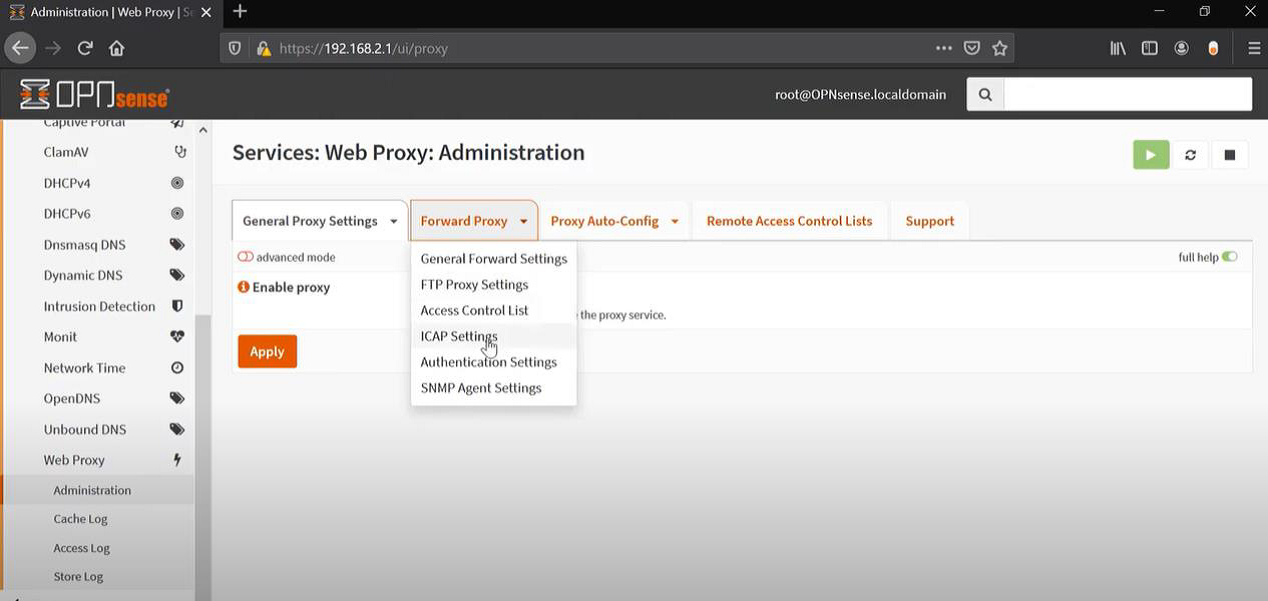 Administration | Web Proxy | Se
https://192.168.2.1/ui/proxy
OPNsense
root@OPNsense.localdomain
Captive Portal
ClamAV
DHCPv4
DHCPv6
Dnsmasq DNS
Dynamic DNS
Intrusion Detection
Monit
Network Time
OpenDNS
Unbound DNS
Web Proxy
Administration
Cache Log
Access Log
Store Log
Services: Web Proxy: Administration
General Proxy Settings
Forward Proxy
Proxy Auto-Config
Remote Access Control Lists
Support
advanced mode
full help
Enable proxy
the proxy service.
Apply
General Forward Settings
FTP Proxy Settings
Access Control List
ICAP Settings
Authentication Settings
SNMP Agent Settings